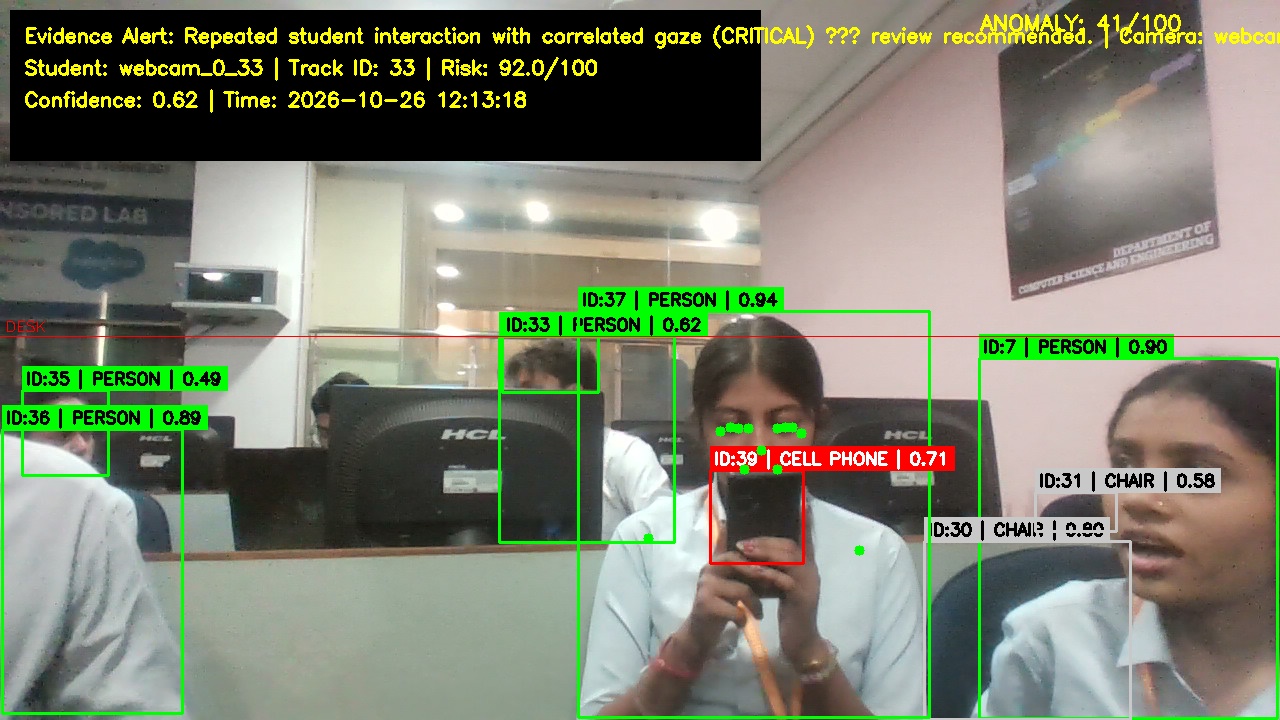 ANOMALY: 41/100
Evidence Alert: Repeated student interaction with correlated gaze (CRITICAL) ??? review recommended. | Camera: webca
Student: webcam_0_33 | Track ID: 33 | Risk: 92.0/100
Confidence: 0.62 | Time: 2026-10-26 12:13:18
NSORED LAB
DEPARTMENT OF
COMPUTER SCIENCE AND ENGINEERING
DESK
ID:37 | PERSON | 0.94
ID:33 | PERSON | 0.62
ID:7 | PERSON | 0.90
ID:35 | PERSON | 0.49
ID:36 | PERSON | 0.89
HCL
HCL
HCL
HCL
ID:39 | CELL PHONE | 0.71
ID:31 | CHAIR | 0.58
ID:30 | CHAIR | 0.80